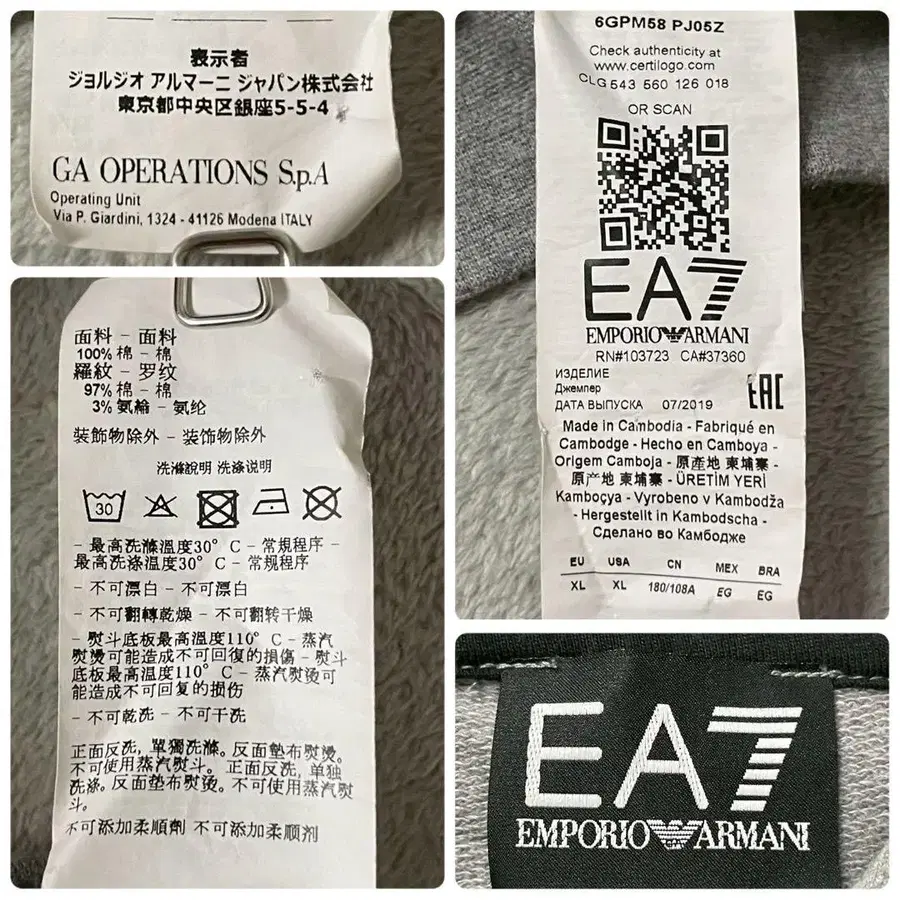 表示者
ジョルジオ アルマーニ ジャパン株式会社
東京都中央区銀座5-5-4
GA OPERATIONS S.p.A
Operating Unit
Via P. Giardini, 1324 - 41126 Modena ITALY
面料 - 面料
100% 棉 - 棉
羅紋 - 罗纹
97% 棉 - 棉
3% 氨綸 - 氨纶
裝飾物除外 - 装饰物除外
洗滌說明 洗涤说明
30
- 最高洗滌溫度30° C - 常規程序 -
最高洗涤温度30° C - 常规程序
- 不可漂白 - 不可漂白
- 不可翻轉乾燥 - 不可翻转干燥
- 熨斗底板最高溫度110° C - 蒸汽
熨燙可能造成不可回復的損傷 - 熨斗
底板最高温度110° C - 蒸汽熨烫可
能造成不可回复的损伤
- 不可乾洗 - 不可干洗
正面反洗, 單獨洗滌。反面墊布熨燙。
不可使用蒸汽熨斗。 正面反洗, 单独
洗涤。反面垫布熨烫。不可使用蒸汽熨
斗。
不可添加柔順劑 不可添加柔顺剂
6GPM58 PJ05Z
Check authenticity at
www.certilogo.com
CLG 543 560 126 018
OR SCAN
EA7
EMPORIO ARMANI
RN#103723 CA#37360
ИЗДЕЛИЕ
Джемпер
ДАТА ВЫПУСКА 07/2019
EAC
Made in Cambodia - Fabriqué en
Cambodge - Hecho en Camboya -
Origem Camboja - 原產地 柬埔寨 -
原产地 柬埔寨 - ÜRETİM YERİ
Kamboçya - Vyrobeno v Kambodža
- Hergestellt in Kambodscha -
Сделано во Камбодже
EU USA CN MEX BRA
XL XL 180/108A EG EG
EA7
EMPORIO ARMANI